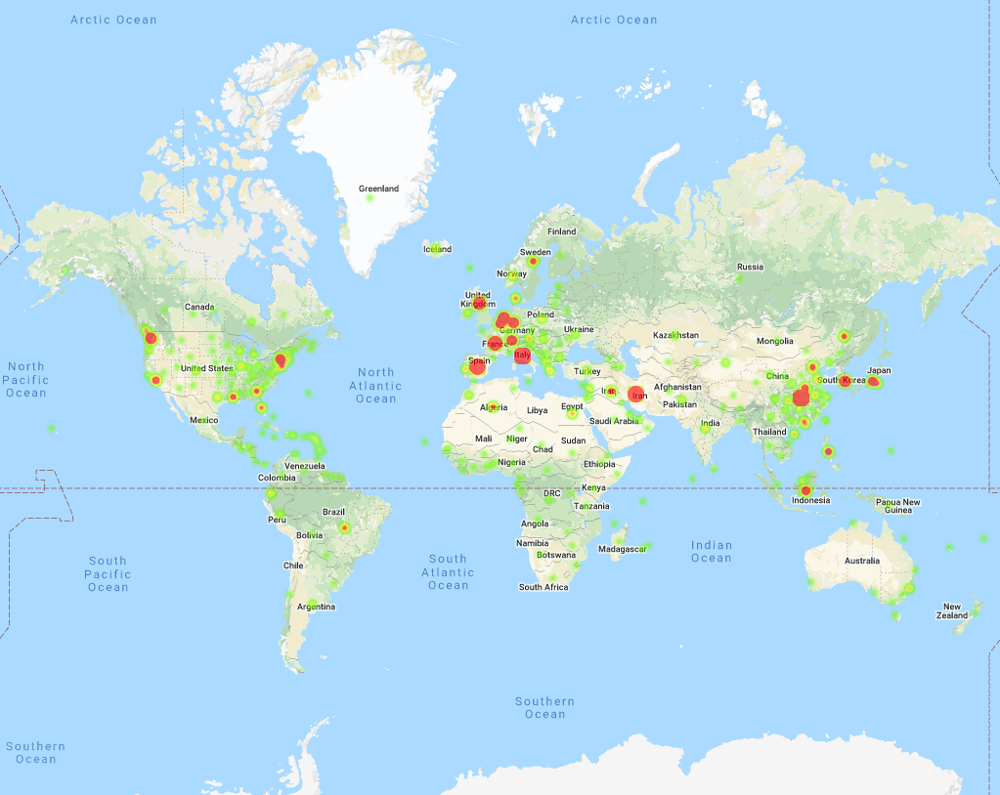 Arctic Ocean
Arctic Ocean
Greenland
Finland
Iceland
Sweden
Russia
Norway
United
Kingdom
Canada
Poland
Germany
Ukraine
Kazakhstan
Mongolia
France
Italy
North
Pacific
Ocean
United States
North
Atlantic
Ocean
Spain
Turkey
China
South Korea
Japan
Iraq
Iran
Afghanistan
Pakistan
Algeria
Libya
Egypt
Mexico
Saudi Arabia
India
Thailand
Mali
Niger
Chad
Sudan
Nigeria
Ethiopia
Venezuela
Colombia
DRC
Kenya
Tanzania
Indonesia
Papua New
Guinea
Peru
Brazil
Angola
Bolivia
Namibia
Botswana
Madagascar
Indian
Ocean
Australia
South
Pacific
Ocean
Chile
South
Atlantic
Ocean
South Africa
Argentina
New
Zealand
Southern
Ocean
Southern
Ocean